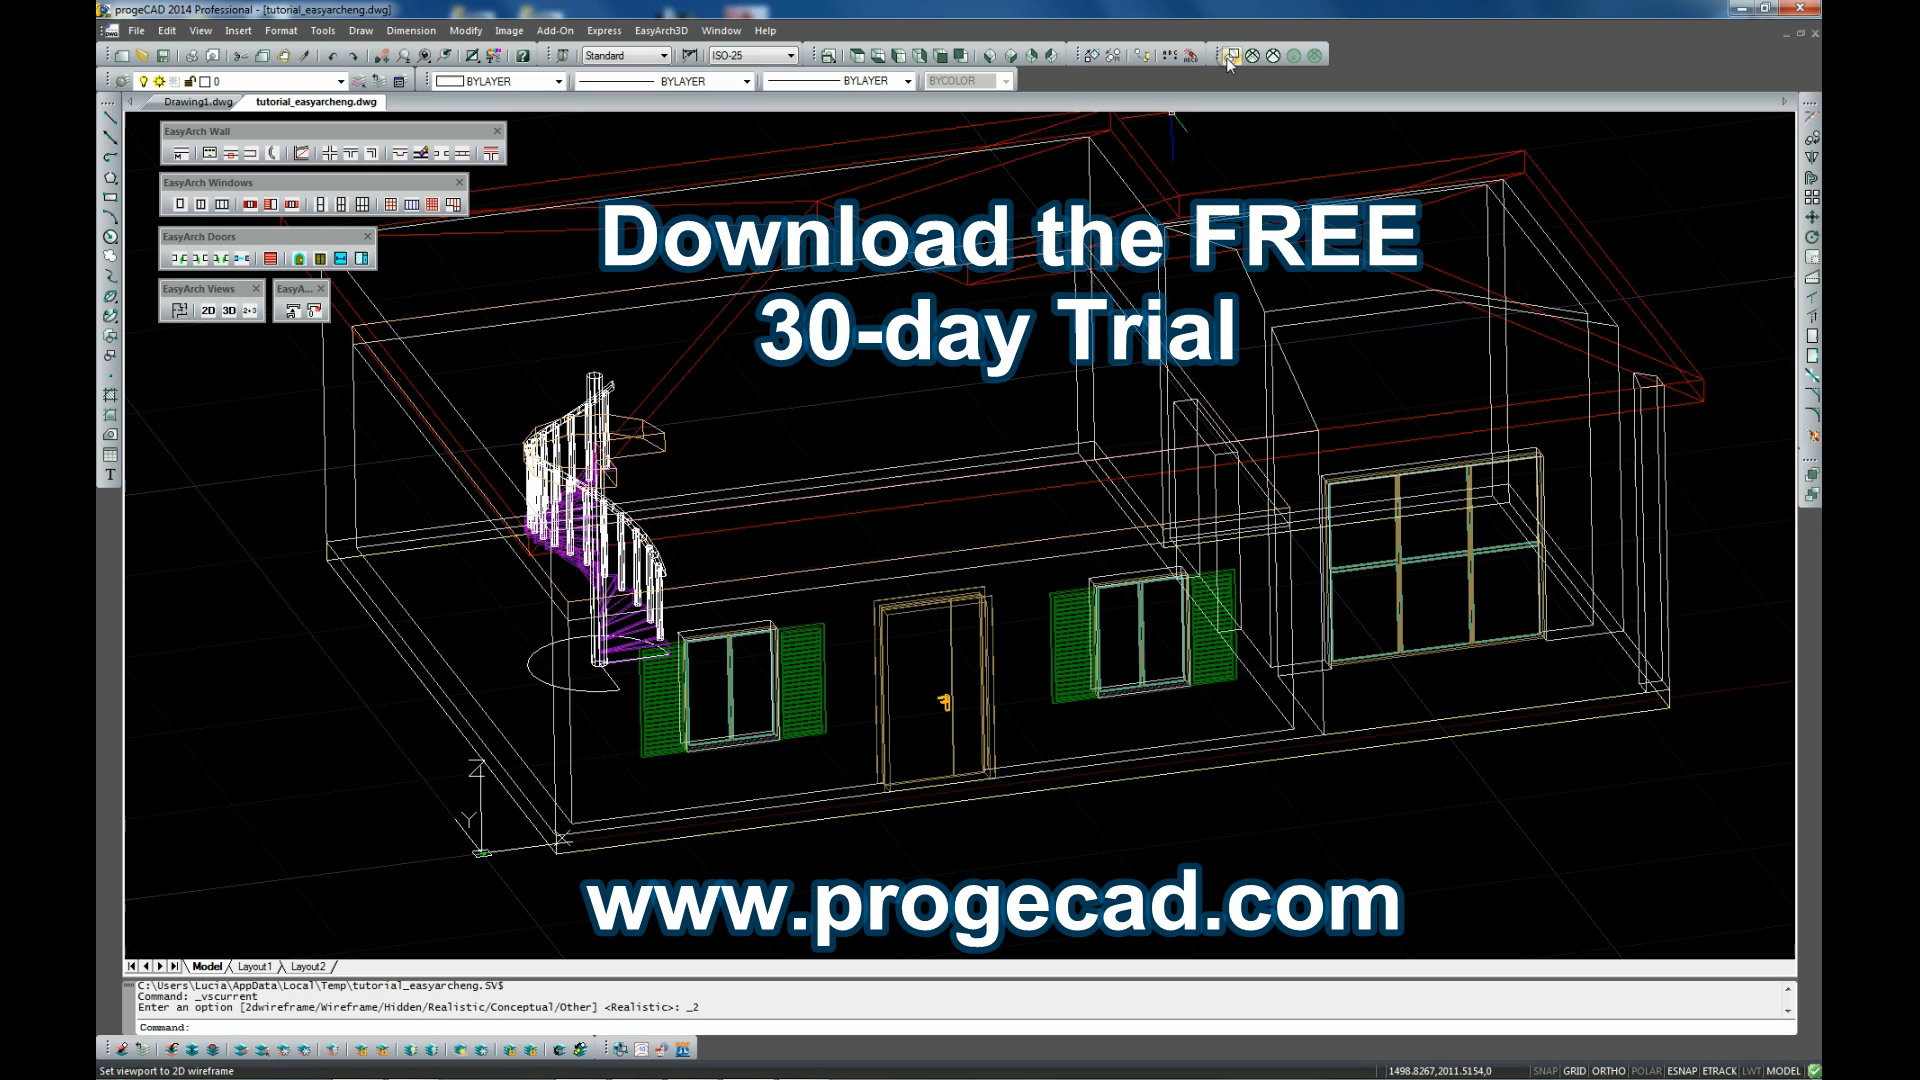 progeCAD 2014 Professional - [tutorial_easyarcheng.dwg]
File Edit View Insert Format Tools Draw Dimension Modify Image Add-On Express EasyArch3D Window Help
Standard ISO-25
0 BYLAYER BYLAYER BYLAYER BYCOLOR
Drawing1.dwg tutorial_easyarcheng.dwg
EasyArch Wall
EasyArch Windows
EasyArch Doors
EasyArch Views EasyA...
2D 3D 2+3
Download the FREE
30-day Trial
T
Z
Y
X
www.progecad.com
Model Layout1 Layout2
C:\Users\Lucia\AppData\Local\Temp\tutorial_easyarcheng.SV$
Command: _vscurrent
Enter an option [2dwireframe/Wireframe/Hidden/Realistic/Conceptual/Other] <Realistic>: _2
Command:
Set viewport to 2D wireframe 1498.8267,2011.5154,0 SNAP GRID ORTHO POLAR ESNAP ETRACK LWT MODEL